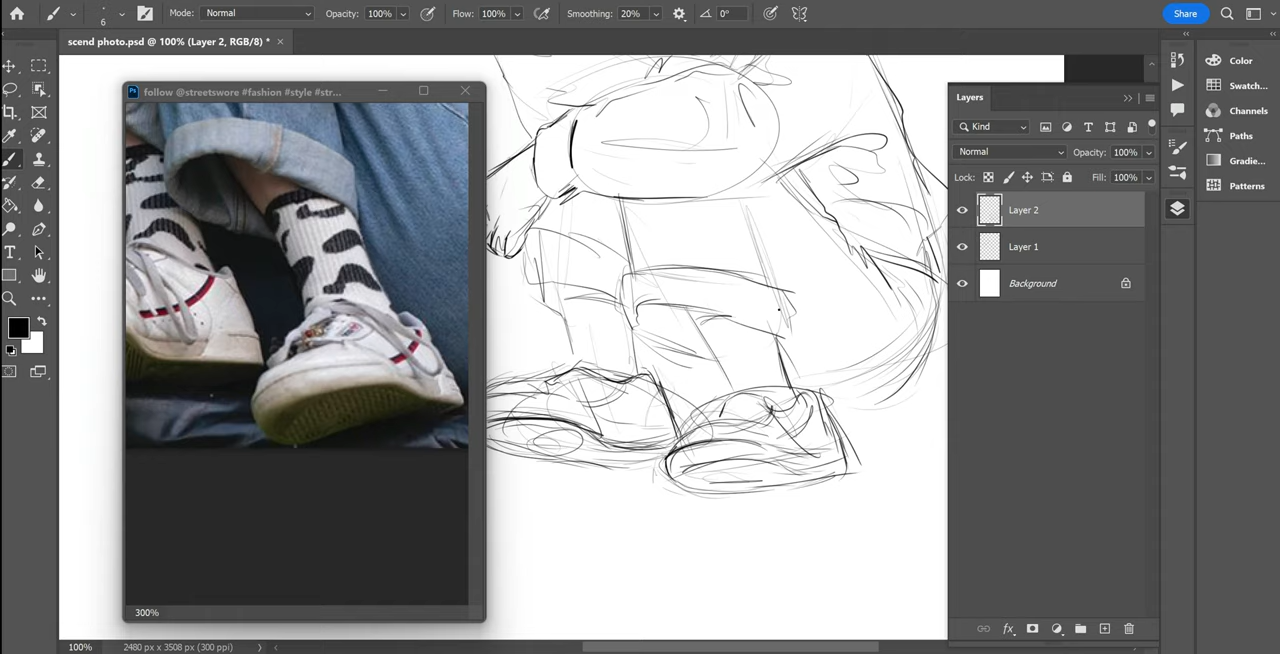 6
Mode: Normal
Opacity: 100%
Flow: 100%
Smoothing: 20%
0°
Share
scend photo.psd @ 100% (Layer 2, RGB/8) *
follow @streetswore #fashion #style #str...
300%
Layers
Kind
Normal
Opacity: 100%
Lock:
Fill: 100%
Layer 2
Layer 1
Background
fx
Color
Swatch...
Channels
Paths
Gradie...
Patterns
100%
2480 px x 3508 px (300 ppi)